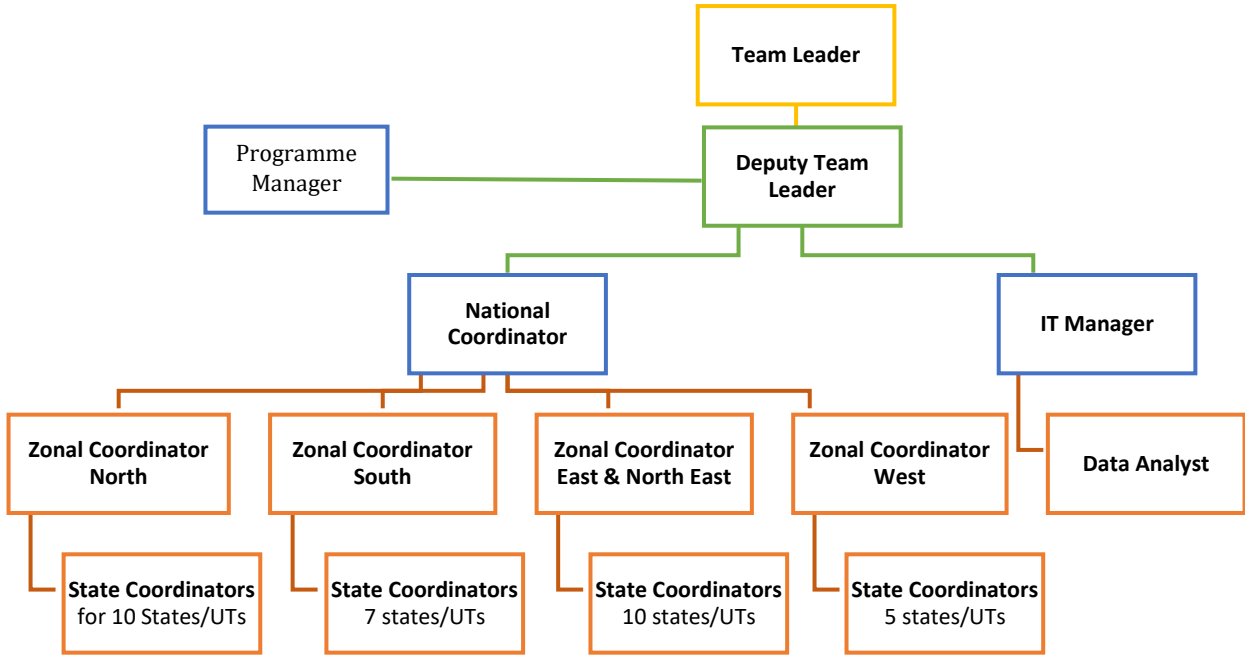 Team Leader
Programme
Manager
Deputy Team
Leader
National
Coordinator
IT Manager
Zonal Coordinator
North
Zonal Coordinator
South
Zonal Coordinator
East & North East
Zonal Coordinator
West
Data Analyst
State Coordinators
for 10 States/UTs
State Coordinators
7 states/UTs
State Coordinators
10 states/UTs
State Coordinators
5 states/UTs